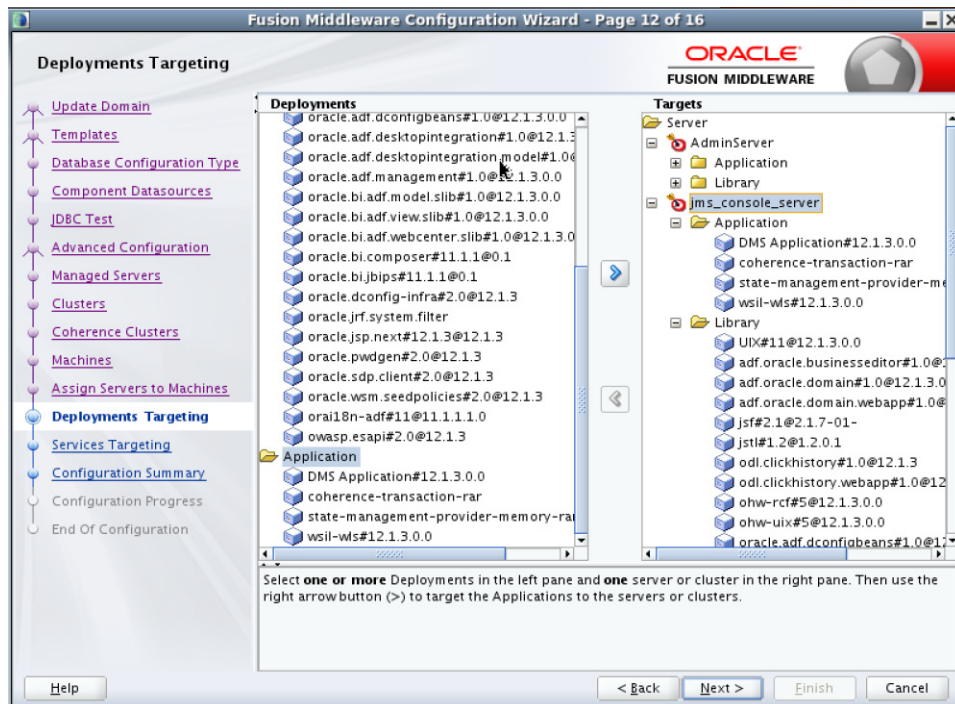 Fusion Middleware Configuration Wizard - Page 12 of 16
Deployments Targeting
ORACLE
FUSION MIDDLEWARE
Update Domain
Templates
Database Configuration Type
Component Datasources
JDBC Test
Advanced Configuration
Managed Servers
Clusters
Coherence Clusters
Machines
Assign Servers to Machines
Deployments Targeting
Services Targeting
Configuration Summary
Configuration Progress
End Of Configuration
Deployments
oracle.adf.dconfigbeans#1.0@12.1.3.0.0
oracle.adf.desktopintegration#1.0@12.1.3
oracle.adf.desktopintegration.model#1.0@
oracle.adf.management#1.0@12.1.3.0.0
oracle.bi.adf.model.slib#1.0@12.1.3.0.0
oracle.bi.adf.view.slib#1.0@12.1.3.0.0
oracle.bi.adf.webcenter.slib#1.0@12.1.3.0
oracle.bi.composer#11.1.1@0.1
oracle.bi.jbips#11.1.1@0.1
oracle.dconfig-infra#2.0@12.1.3
oracle.jrf.system.filter
oracle.jsp.next#12.1.3@12.1.3
oracle.pwdgen#2.0@12.1.3
oracle.sdp.client#2.0@12.1.3
oracle.wsm.seedpolicies#2.0@12.1.3
orai18n-adf#11@11.1.1.1.0
owasp.esapi#2.0@12.1.3
Application
DMS Application#12.1.3.0.0
coherence-transaction-rar
state-management-provider-memory-rar
wsil-wls#12.1.3.0.0
Targets
Server
AdminServer
Application
Library
jms_console_server
Application
DMS Application#12.1.3.0.0
coherence-transaction-rar
state-management-provider-me
wsil-wls#12.1.3.0.0
Library
UIX#11@12.1.3.0.0
adf.oracle.businesseditor#1.0@1
adf.oracle.domain#1.0@12.1.3.0
adf.oracle.domain.webapp#1.0@
jsf#2.1@2.1.7-01-
jstl#1.2@1.2.0.1
odl.clickhistory#1.0@12.1.3
odl.clickhistory.webapp#1.0@12
ohw-rcf#5@12.1.3.0.0
ohw-uix#5@12.1.3.0.0
oracle.adf.dconfigbeans#1.0@12
Select one or more Deployments in the left pane and one server or cluster in the right pane. Then use the
right arrow button (>) to target the Applications to the servers or clusters.
Help
< Back
Next >
Finish
Cancel